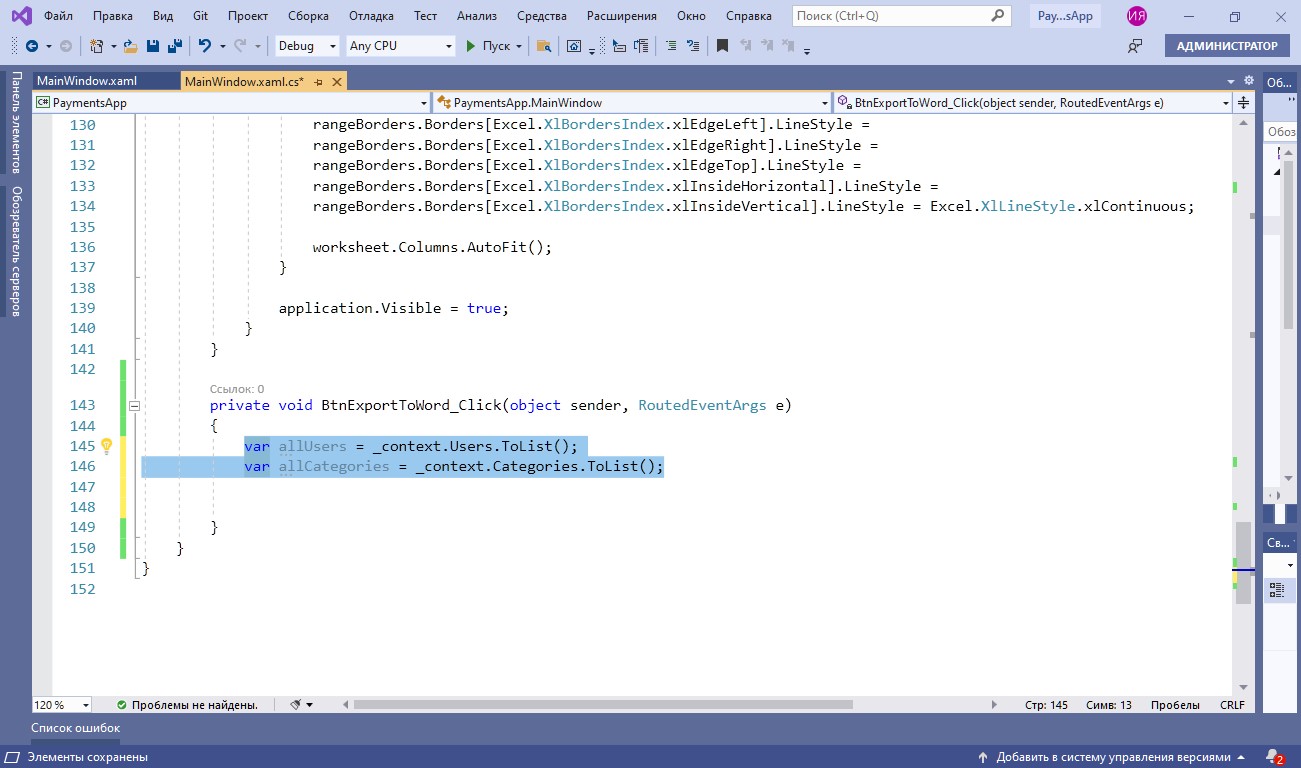 Файл Правка Вид Git Проект Сборка Отладка Тест Анализ Средства Расширения Окно Справка Поиск (Ctrl+Q) Pay...sApp ИЯ
Debug Any CPU Пуск АДМИНИСТРАТОР
MainWindow.xaml MainWindow.xaml.cs* Об...
PaymentsApp PaymentsApp.MainWindow BtnExportToWord_Click(object sender, RoutedEventArgs e)
Панель элементов
Обозреватель серверов
Обоз
130 rangeBorders.Borders[Excel.XlBordersIndex.xlEdgeLeft].LineStyle =
131 rangeBorders.Borders[Excel.XlBordersIndex.xlEdgeRight].LineStyle =
132 rangeBorders.Borders[Excel.XlBordersIndex.xlEdgeTop].LineStyle =
133 rangeBorders.Borders[Excel.XlBordersIndex.xlInsideHorizontal].LineStyle =
134 rangeBorders.Borders[Excel.XlBordersIndex.xlInsideVertical].LineStyle = Excel.XlLineStyle.xlContinuous;
135
136 worksheet.Columns.AutoFit();
137 }
138
139 application.Visible = true;
140 }
141 }
142
Ссылок: 0
143 private void BtnExportToWord_Click(object sender, RoutedEventArgs e)
144 {
145 var allUsers = _context.Users.ToList();
146 var allCategories = _context.Categories.ToList();
147
148
149 }
150 }
151 }
152
Св...
120 % Проблемы не найдены. Стр: 145 Симв: 13 Пробелы CRLF
Список ошибок
Элементы сохранены Добавить в систему управления версиями 2